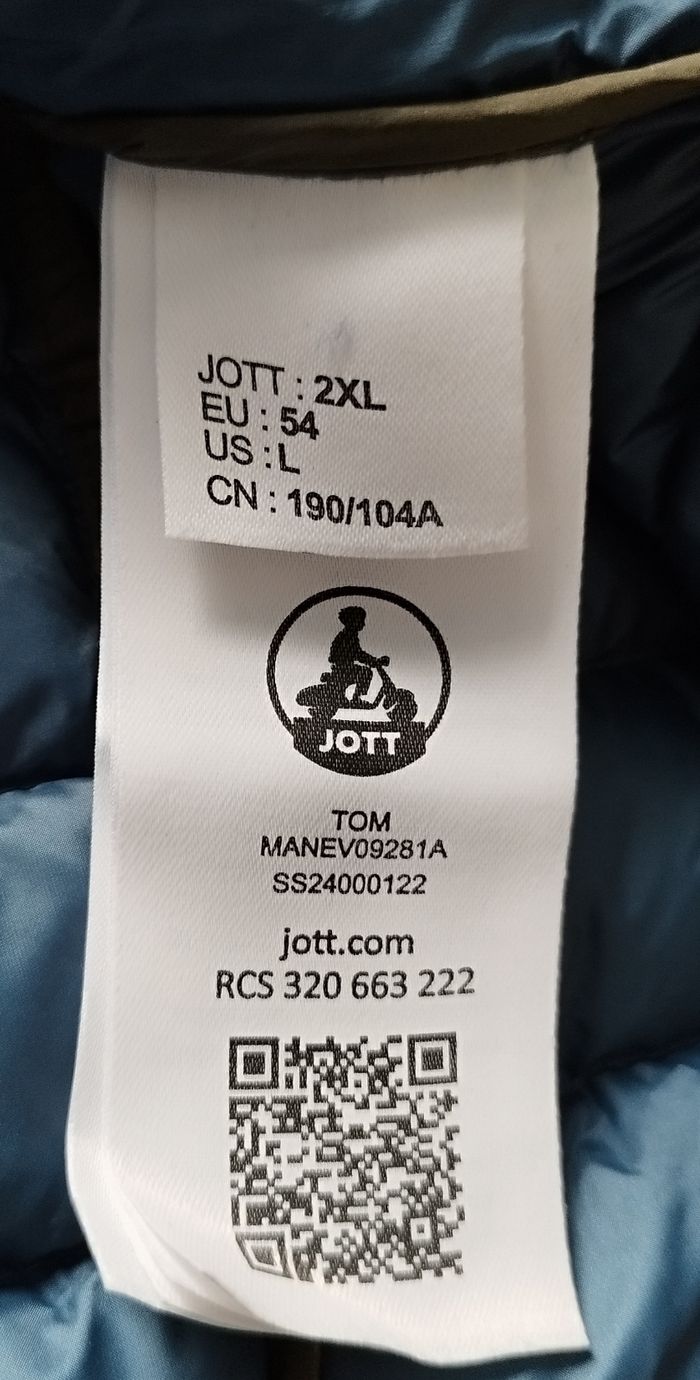 JOTT : 2XL
EU : 54
US : L
CN : 190/104A
JOTT
TOM
MANEV09281A
SS24000122
jott.com
RCS 320 663 222